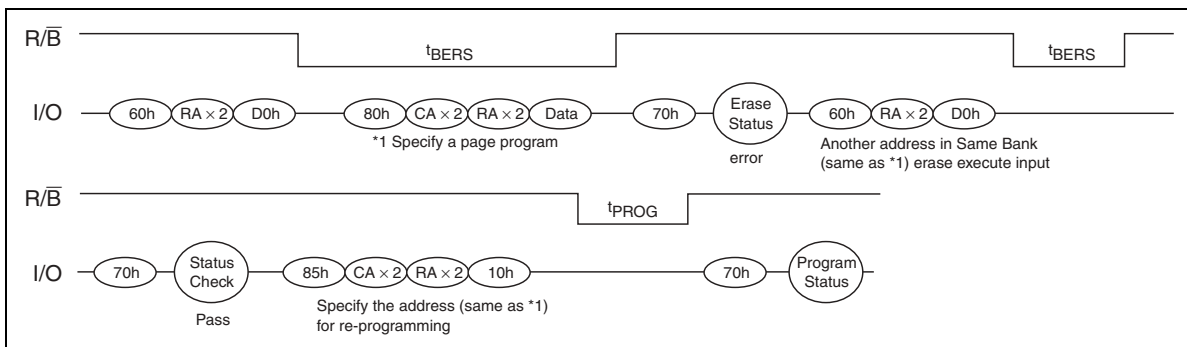 R/B̅ tBERS tBERS
I/O 60h RA × 2 D0h 80h CA × 2 RA × 2 Data 70h Erase Status 60h RA × 2 D0h
*1 Specify a page program
error
Another address in Same Bank
(same as *1) erase execute input
R/B̅ tPROG
I/O 70h Status Check 85h CA × 2 RA × 2 10h 70h Program Status
Pass
Specify the address (same as *1)
for re-programming